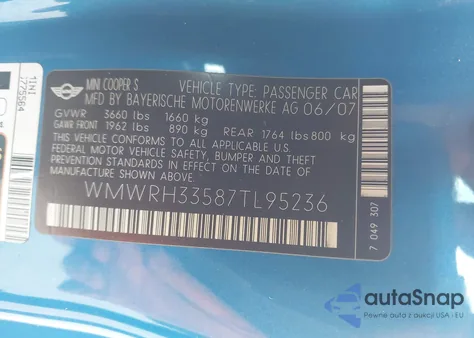 MINI COOPER S VEHICLE TYPE: PASSENGER CAR
MFD BY BAYERISCHE MOTORENWERKE AG 06/07
GVWR 3660 lbs 1660 kg
GAWR FRONT 1962 lbs 890 kg REAR 1764 lbs 800 kg
THIS VEHICLE CONFORMS TO ALL APPLICABLE U.S.
FEDERAL MOTOR VEHICLE SAFETY, BUMPER AND THEFT
PREVENTION STANDARDS IN EFFECT ON THE DATE OF
MANUFACTURE SHOWN ABOVE.
WMWRH33587TL95236
7 049 307
autoSnap
Pewne auta z aukcji USA i EU